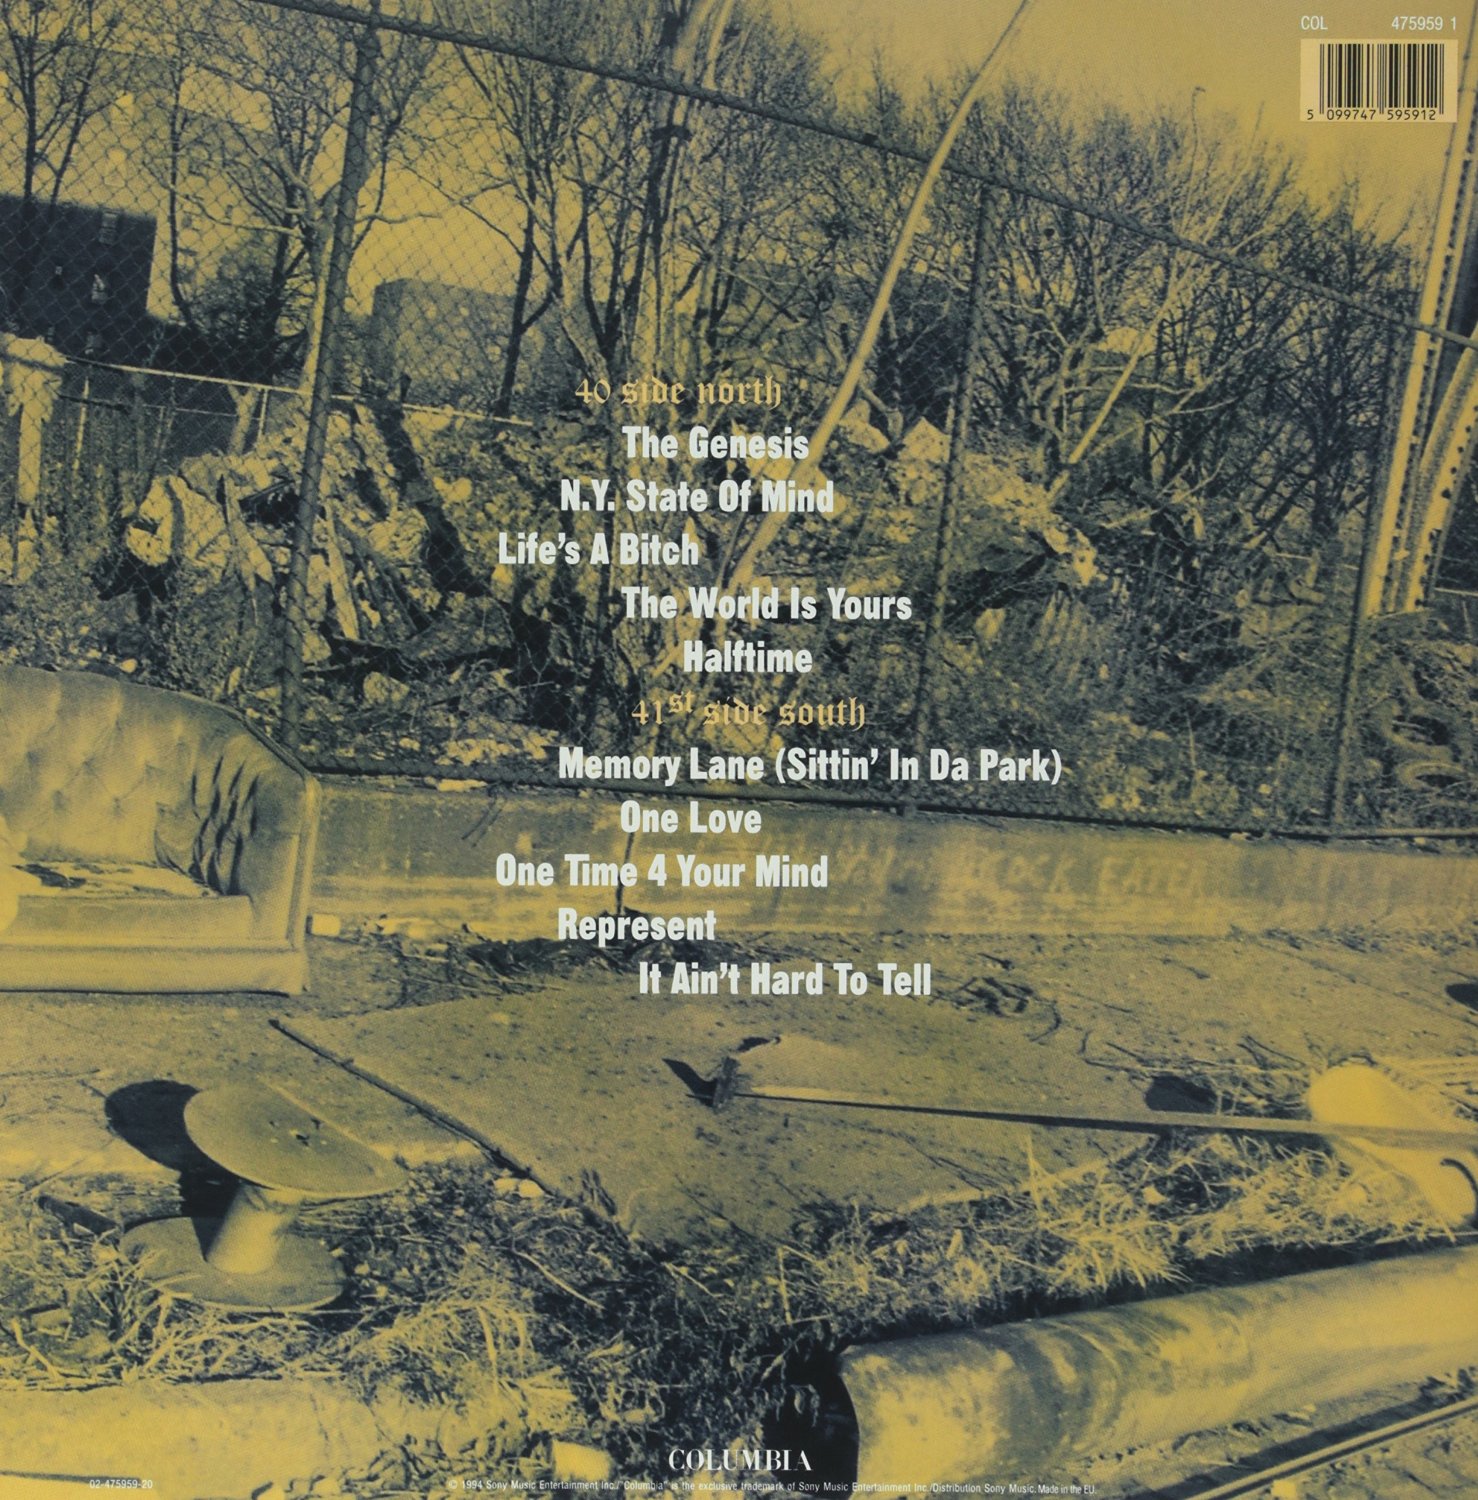 COL 475959 1
5 099747 595912
40 side north
The Genesis
N.Y. State Of Mind
Life's A Bitch
The World Is Yours
Halftime
41st side south
Memory Lane (Sittin' In Da Park)
One Love
One Time 4 Your Mind
Represent
It Ain't Hard To Tell
COCK EATER
COLUMBIA
02-475959-20
© 1994 Sony Music Entertainment Inc./"Columbia" is the exclusive trademark of Sony Music Entertainment Inc./Distribution Sony Music. Made in the EU.